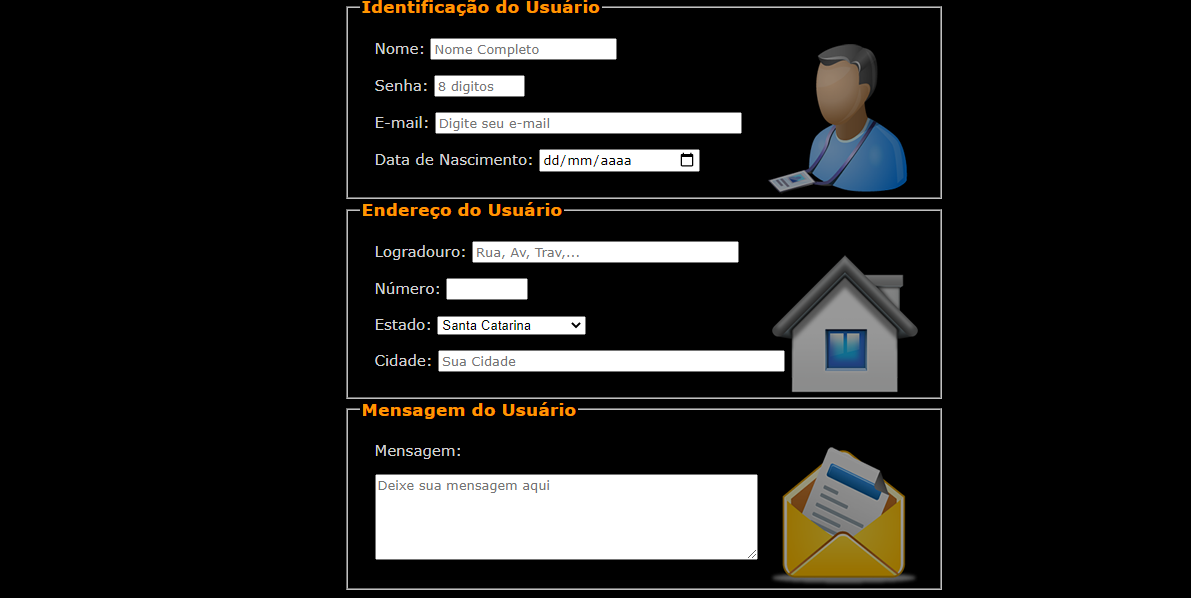 Identificação do Usuário
Nome: Nome Completo
Senha: 8 digitos
E-mail: Digite seu e-mail
Data de Nascimento: dd/mm/aaaa
Endereço do Usuário
Logradouro: Rua, Av, Trav,...
Número:
Estado: Santa Catarina
Cidade: Sua Cidade
Mensagem do Usuário
Mensagem:
Deixe sua mensagem aqui